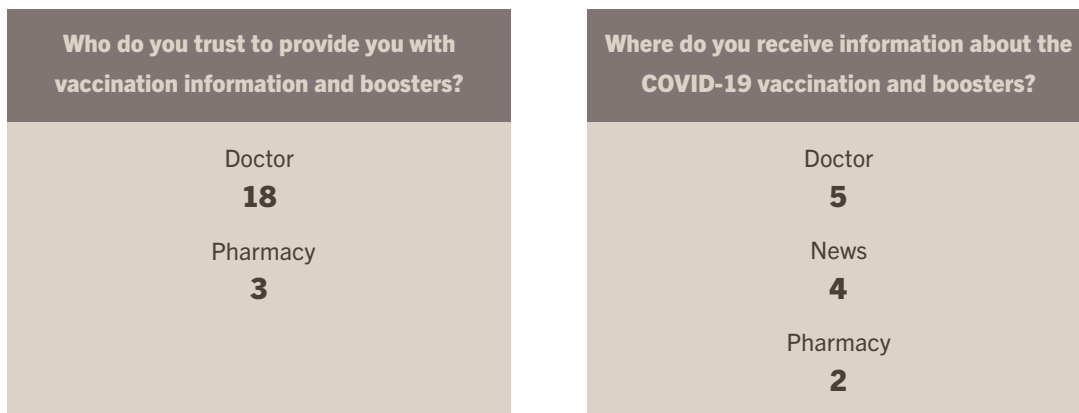 Who do you trust to provide you with
vaccination information and boosters?
Doctor
18
Pharmacy
3
Where do you receive information about the
COVID-19 vaccination and boosters?
Doctor
5
News
4
Pharmacy
2